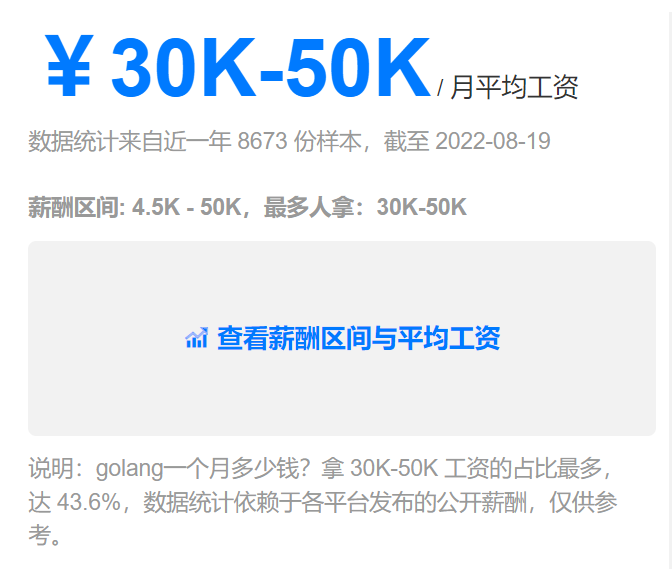 ￥30K-50K / 月平均工资
数据统计来自近一年 8673 份样本，截至 2022-08-19
薪酬区间: 4.5K - 50K，最多人拿：30K-50K
查看薪酬区间与平均工资
说明：golang一个月多少钱？拿 30K-50K 工资的占比最多，
达 43.6%，数据统计依赖于各平台发布的公开薪酬，仅供参
考。